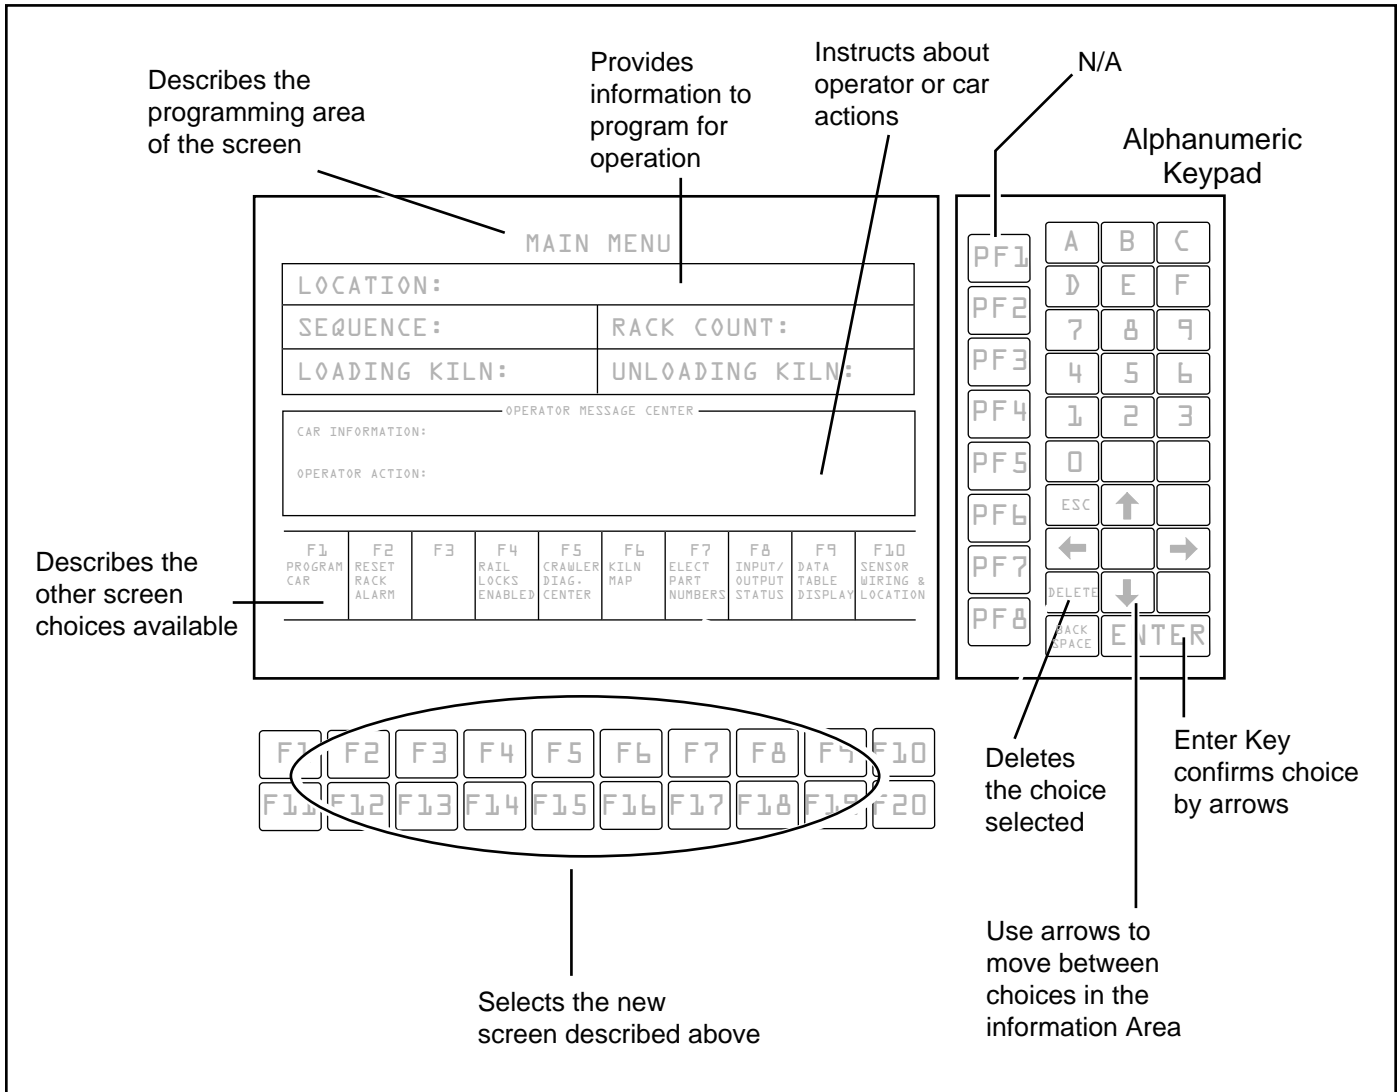 Describes the
programming area
of the screen
Provides
information to
program for
operation
Instructs about
operator or car
actions
N/A
Alphanumeric
Keypad
MAIN MENU
LOCATION:
SEQUENCE:
RACK COUNT:
LOADING KILN:
UNLOADING KILN:
OPERATOR MESSAGE CENTER
CAR INFORMATION:
OPERATOR ACTION:
F1
PROGRAM
CAR
F2
RESET
RACK
ALARM
F3
F4
RAIL
LOCKS
ENABLED
F5
CRAWLER
DIAG.
CENTER
F6
KILN
MAP
F7
ELECT
PART
NUMBERS
F8
INPUT/
OUTPUT
STATUS
F9
DATA
TABLE
DISPLAY
F10
SENSOR
WIRING &
LOCATION
Describes the
other screen
choices available
PF1
PF2
PF3
PF4
PF5
PF6
PF7
PF8
A B C
D E F
7 8 9
4 5 6
1 2 3
0
ESC ↑
← →
DELETE ↓
BACK
SPACE
ENTER
F1 F2 F3 F4 F5 F6 F7 F8 F9 F10
F11 F12 F13 F14 F15 F16 F17 F18 F19 F20
Deletes
the choice
selected
Enter Key
confirms choice
by arrows
Use arrows to
move between
choices in the
information Area
Selects the new
screen described above